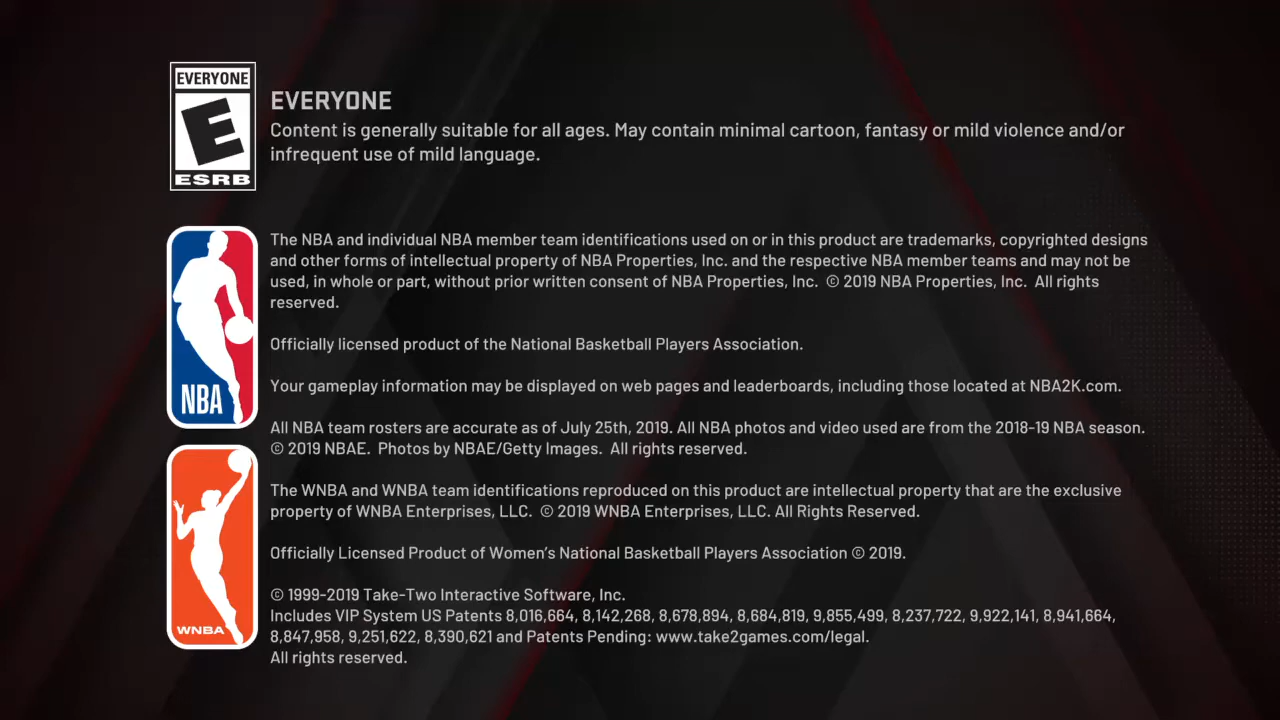 EVERYONE
E
ESRB
EVERYONE
Content is generally suitable for all ages. May contain minimal cartoon, fantasy or mild violence and/or
infrequent use of mild language.
NBA
The NBA and individual NBA member team identifications used on or in this product are trademarks, copyrighted designs
and other forms of intellectual property of NBA Properties, Inc. and the respective NBA member teams and may not be
used, in whole or part, without prior written consent of NBA Properties, Inc.  © 2019 NBA Properties, Inc.  All rights
reserved.
Officially licensed product of the National Basketball Players Association.
Your gameplay information may be displayed on web pages and leaderboards, including those located at NBA2K.com.
All NBA team rosters are accurate as of July 25th, 2019. All NBA photos and video used are from the 2018-19 NBA season.
© 2019 NBAE.  Photos by NBAE/Getty Images.  All rights reserved.
WNBA
The WNBA and WNBA team identifications reproduced on this product are intellectual property that are the exclusive
property of WNBA Enterprises, LLC.  © 2019 WNBA Enterprises, LLC. All Rights Reserved.
Officially Licensed Product of Women's National Basketball Players Association © 2019.
© 1999-2019 Take-Two Interactive Software, Inc.
Includes VIP System US Patents 8,016,664, 8,142,268, 8,678,894, 8,684,819, 9,855,499, 8,237,722, 9,922,141, 8,941,664,
8,847,958, 9,251,622, 8,390,621 and Patents Pending: www.take2games.com/legal.
All rights reserved.